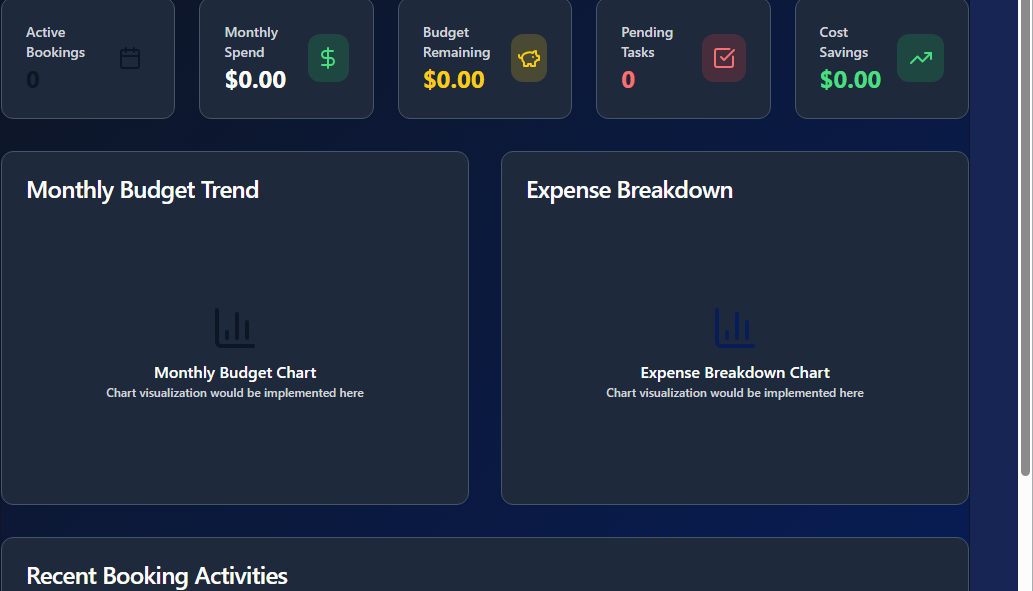 Active
Bookings
0
Monthly
Spend
$0.00
Budget
Remaining
$0.00
Pending
Tasks
0
Cost
Savings
$0.00
Monthly Budget Trend
Monthly Budget Chart
Chart visualization would be implemented here
Expense Breakdown
Expense Breakdown Chart
Chart visualization would be implemented here
Recent Booking Activities